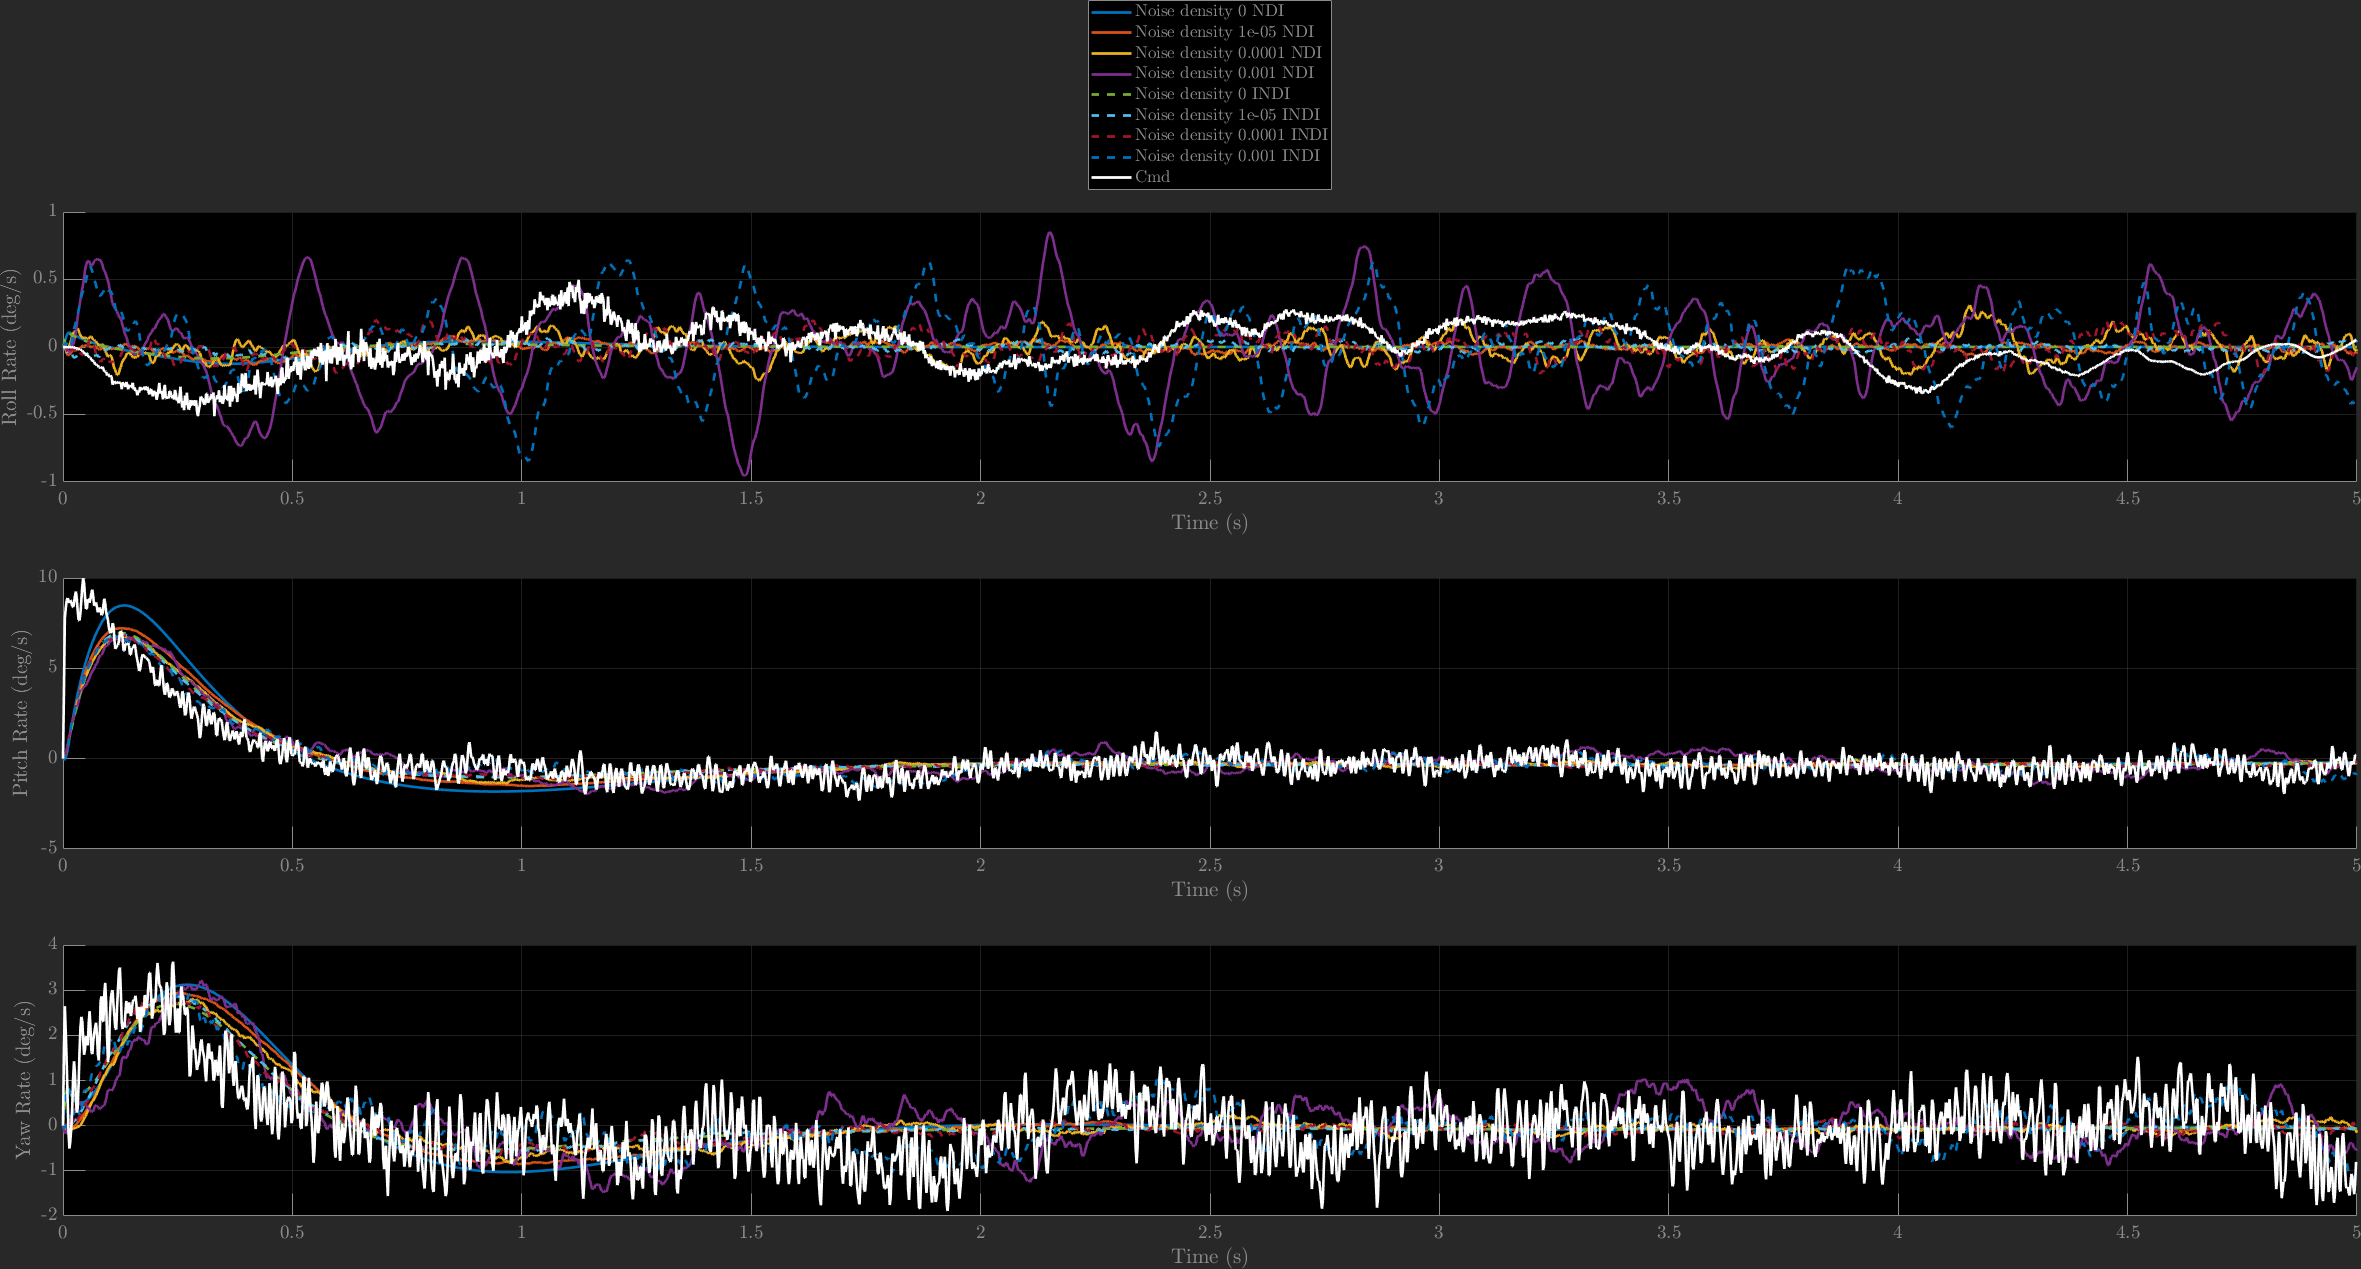 Noise density 0 NDI
Noise density 1e-05 NDI
Noise density 0.0001 NDI
Noise density 0.001 NDI
Noise density 0 INDI
Noise density 1e-05 INDI
Noise density 0.0001 INDI
Noise density 0.001 INDI
Cmd
Roll Rate (deg/s)
1
0.5
0
-0.5
-1
0 0.5 1 1.5 2 2.5 3 3.5 4 4.5 5
Time (s)
Pitch Rate (deg/s)
10
5
0
-5
0 0.5 1 1.5 2 2.5 3 3.5 4 4.5 5
Time (s)
Yaw Rate (deg/s)
4
3
2
1
0
-1
-2
0 0.5 1 1.5 2 2.5 3 3.5 4 4.5 5
Time (s)